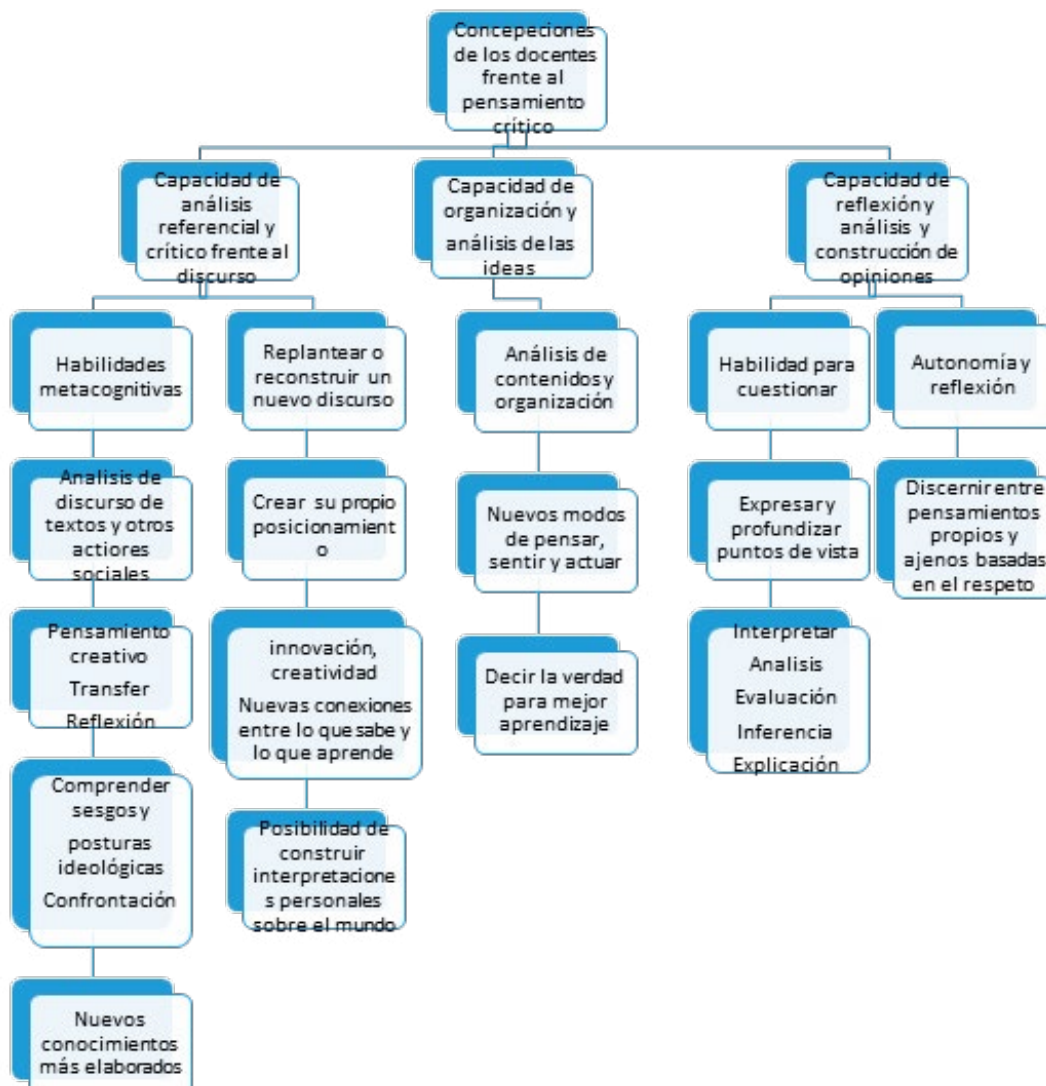 Concepeciones
de los docentes
frente al
pensamiento
crítico
Capacidad de
análisis
referencial y
crítico frente al
discurso
Capacidad de
organización y
análisis de las
ideas
Capacidad de
reflexión y
análisis y
construcción de
opiniones
Habilidades
metacognitivas
Replantear o
reconstruir un
nuevo discurso
Análisis de
contenidos y
organización
Habilidad para
cuestionar
Autonomía y
reflexión
Analisis de
discurso de
textos y otros
actiores
sociales
Crear su propio
posicionamient
o
Nuevos modos
de pensar,
sentir y actuar
Expresar y
profundizar
puntos de vista
Discernir entre
pensamientos
propios y
ajenos basadas
en el respeto
Pensamiento
creativo
Transfer
Reflexión
innovación,
creatividad
Nuevas conexiones
entre lo que sabe y
lo que aprende
Decir la verdad
para mejor
aprendizaje
Interpretar
Analisis
Evaluación
Inferencia
Explicación
Comprender
sesgos y
posturas
ideológicas
Confrontación
Posibilidad de
construir
interpretacione
s personales
sobre el mundo
Nuevos
conocimientos
más elaborados